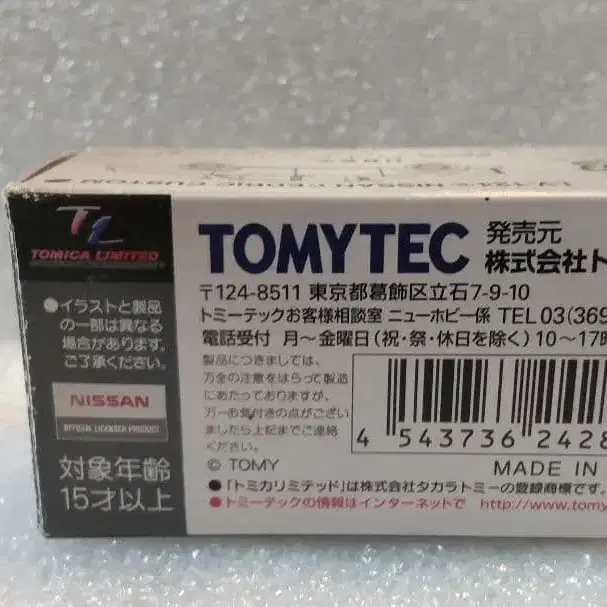 NISSAN CEDRIC CUSTOM
TL
TOMICA LIMITED
●イラストと製品
の一部は異なる
場合があります。
ご了承ください。
NISSAN
OFFICIAL LICENSED PRODUCT
対象年齢
15才以上
TOMYTEC
発売元
株式会社ト
〒124-8511 東京都葛飾区立石7-9-10
トミーテックお客様相談室 ニューホビー係 TEL 03(369
電話受付 月〜金曜日(祝・祭・休日を除く)10〜17
製品につきましては、
万全の注意をはらって製造
にあたっておりますが、
万一お気付きの点がござい
ましたら上記までご連絡
ください。
4 543736 2428
© TOMY
MADE IN
●「トミカリミテッド」は株式会社タカラトミーの登録商標です。
●トミーテックの情報はインターネットで http://www.tomy